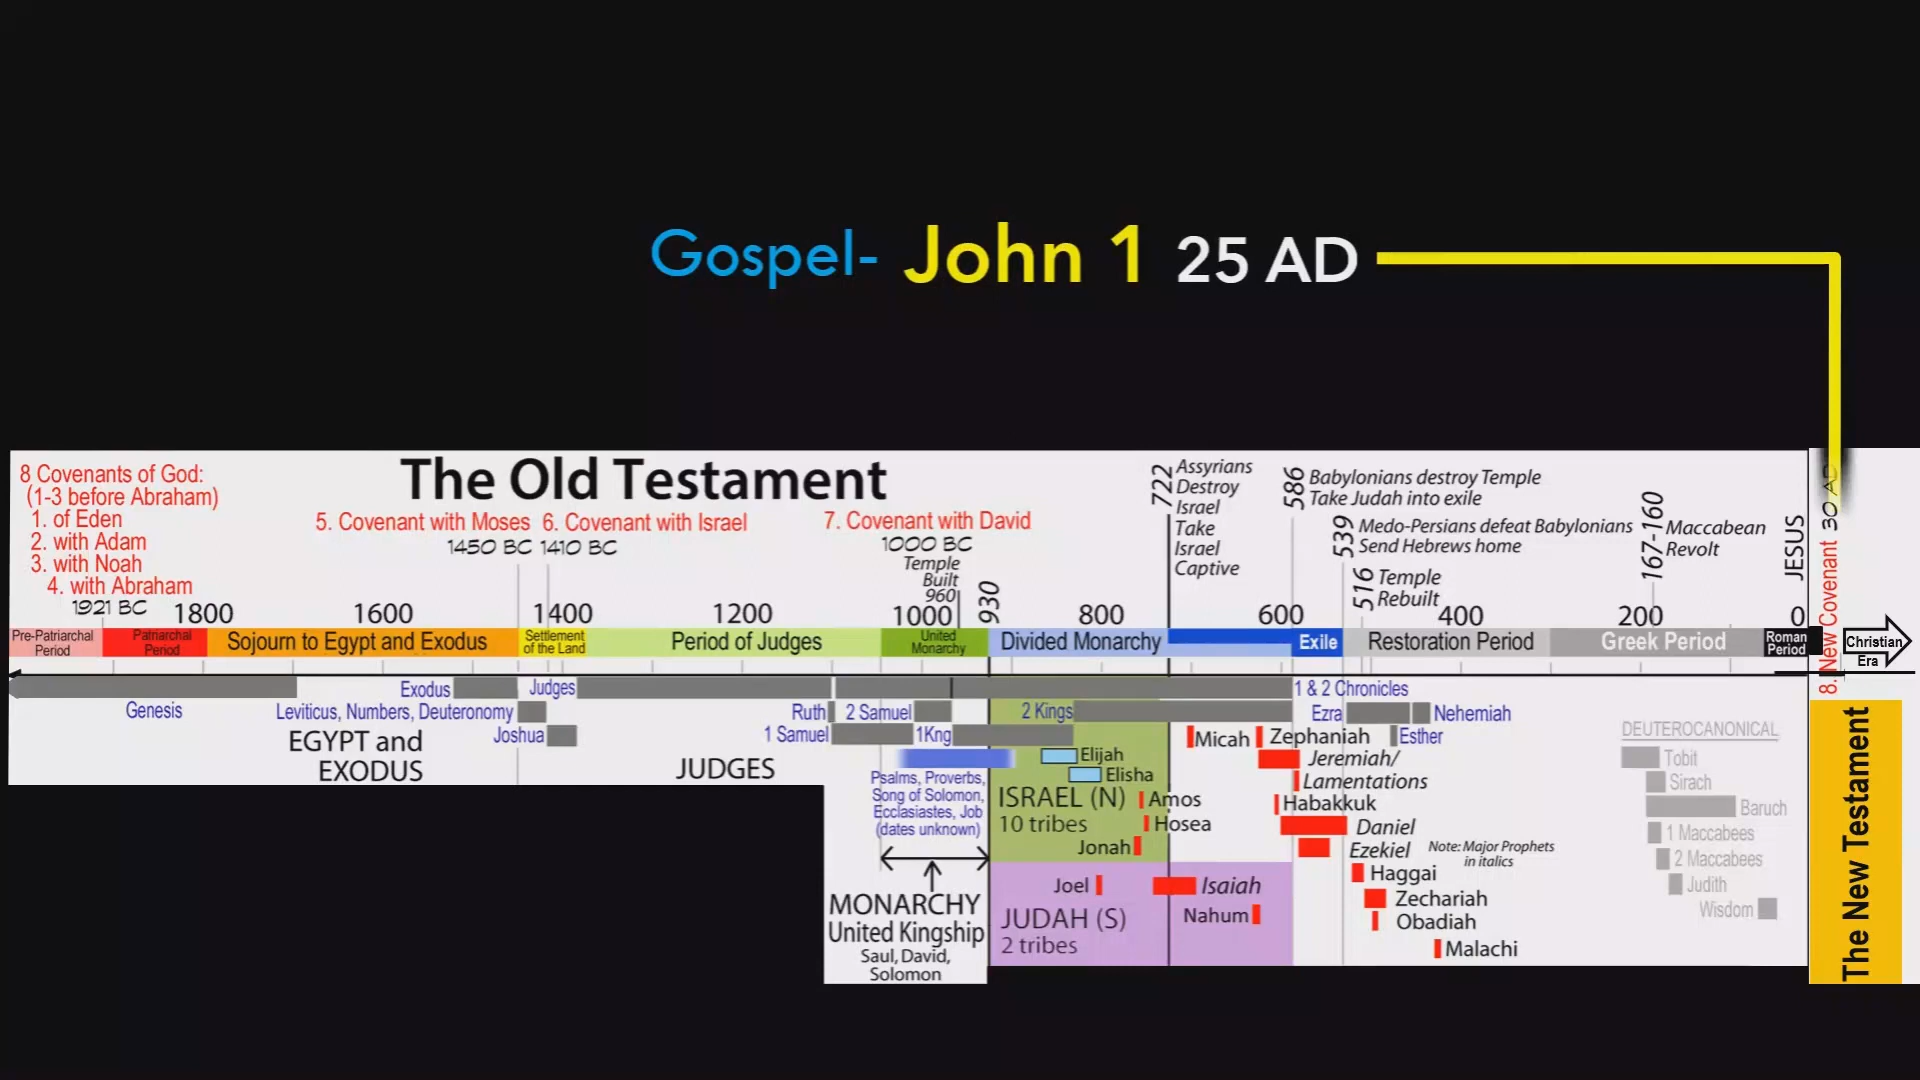 Gospel- John 1 25 AD
The Old Testament
8 Covenants of God:
(1-3 before Abraham)
1. of Eden
2. with Adam
3. with Noah
4. with Abraham
1921 BC
5. Covenant with Moses
1450 BC
6. Covenant with Israel
1410 BC
7. Covenant with David
1000 BC
Temple
Built
960
930
722
Assyrians
Destroy
Israel
Take
Israel
Captive
586
Babylonians destroy Temple
Take Judah into exile
539
Medo-Persians defeat Babylonians
Send Hebrews home
516
Temple
Rebuilt
167-160
Maccabean
Revolt
JESUS
8. New Covenant 30 AD
1800 1600 1400 1200 1000 800 600 400 200 0
Pre-Patriarchal
Period
Patriarchal
Period
Sojourn to Egypt and Exodus
Settlement
of the Land
Period of Judges
United
Monarchy
Divided Monarchy
Exile
Restoration Period
Greek Period
Roman
Period
Christian
Era
Genesis
Exodus
Leviticus, Numbers, Deuteronomy
Joshua
EGYPT and
EXODUS
Judges
JUDGES
Ruth
2 Samuel
1 Samuel
1Kng
2 Kings
1 & 2 Chronicles
Ezra
Nehemiah
Esther
Psalms, Proverbs,
Song of Solomon,
Ecclasiastes, Job
(dates unknown)
MONARCHY
United Kingship
Saul, David,
Solomon
Elijah
Elisha
ISRAEL (N)
10 tribes
Amos
Hosea
Jonah
Joel
Isaiah
JUDAH (S)
2 tribes
Nahum
Micah
Zephaniah
Jeremiah/
Lamentations
Habakkuk
Daniel
Ezekiel
Note: Major Prophets
in italics
Haggai
Zechariah
Obadiah
Malachi
DEUTEROCANONICAL
Tobit
Sirach
Baruch
1 Maccabees
2 Maccabees
Judith
Wisdom
The New Testament